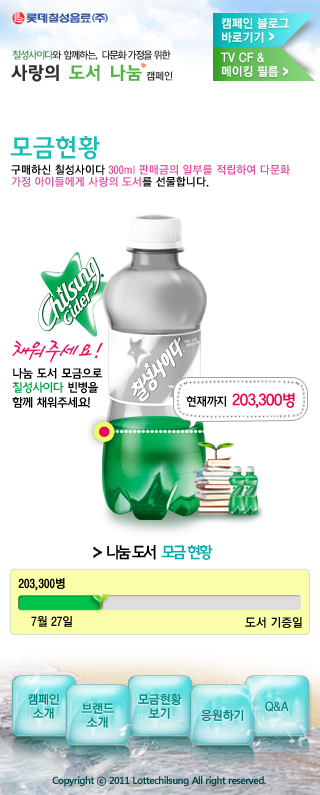 롯데칠성음료(주)
캠페인 블로그
바로가기 >
TV CF &
메이킹 필름 >
칠성사이다와 함께하는, 다문화 가정을 위한
사랑의 도서 나눔 캠페인
모금현황
구매하신 칠성사이다 300ml 판매금의 일부를 적립하여 다문화
가정 아이들에게 사랑의 도서를 선물합니다.
Chilsung
Cider
채워주세요!
나눔 도서 모금으로
칠성사이다 빈병을
함께 채워주세요!
칠성사이다
현재까지 203,300병
> 나눔 도서 모금 현황
203,300병
7월 27일 도서 기증일
캠페인
소개
브랜드
소개
모금현황
보기
응원하기
Q&A
Copyright ⓒ 2011 Lottechilsung All right reserved.